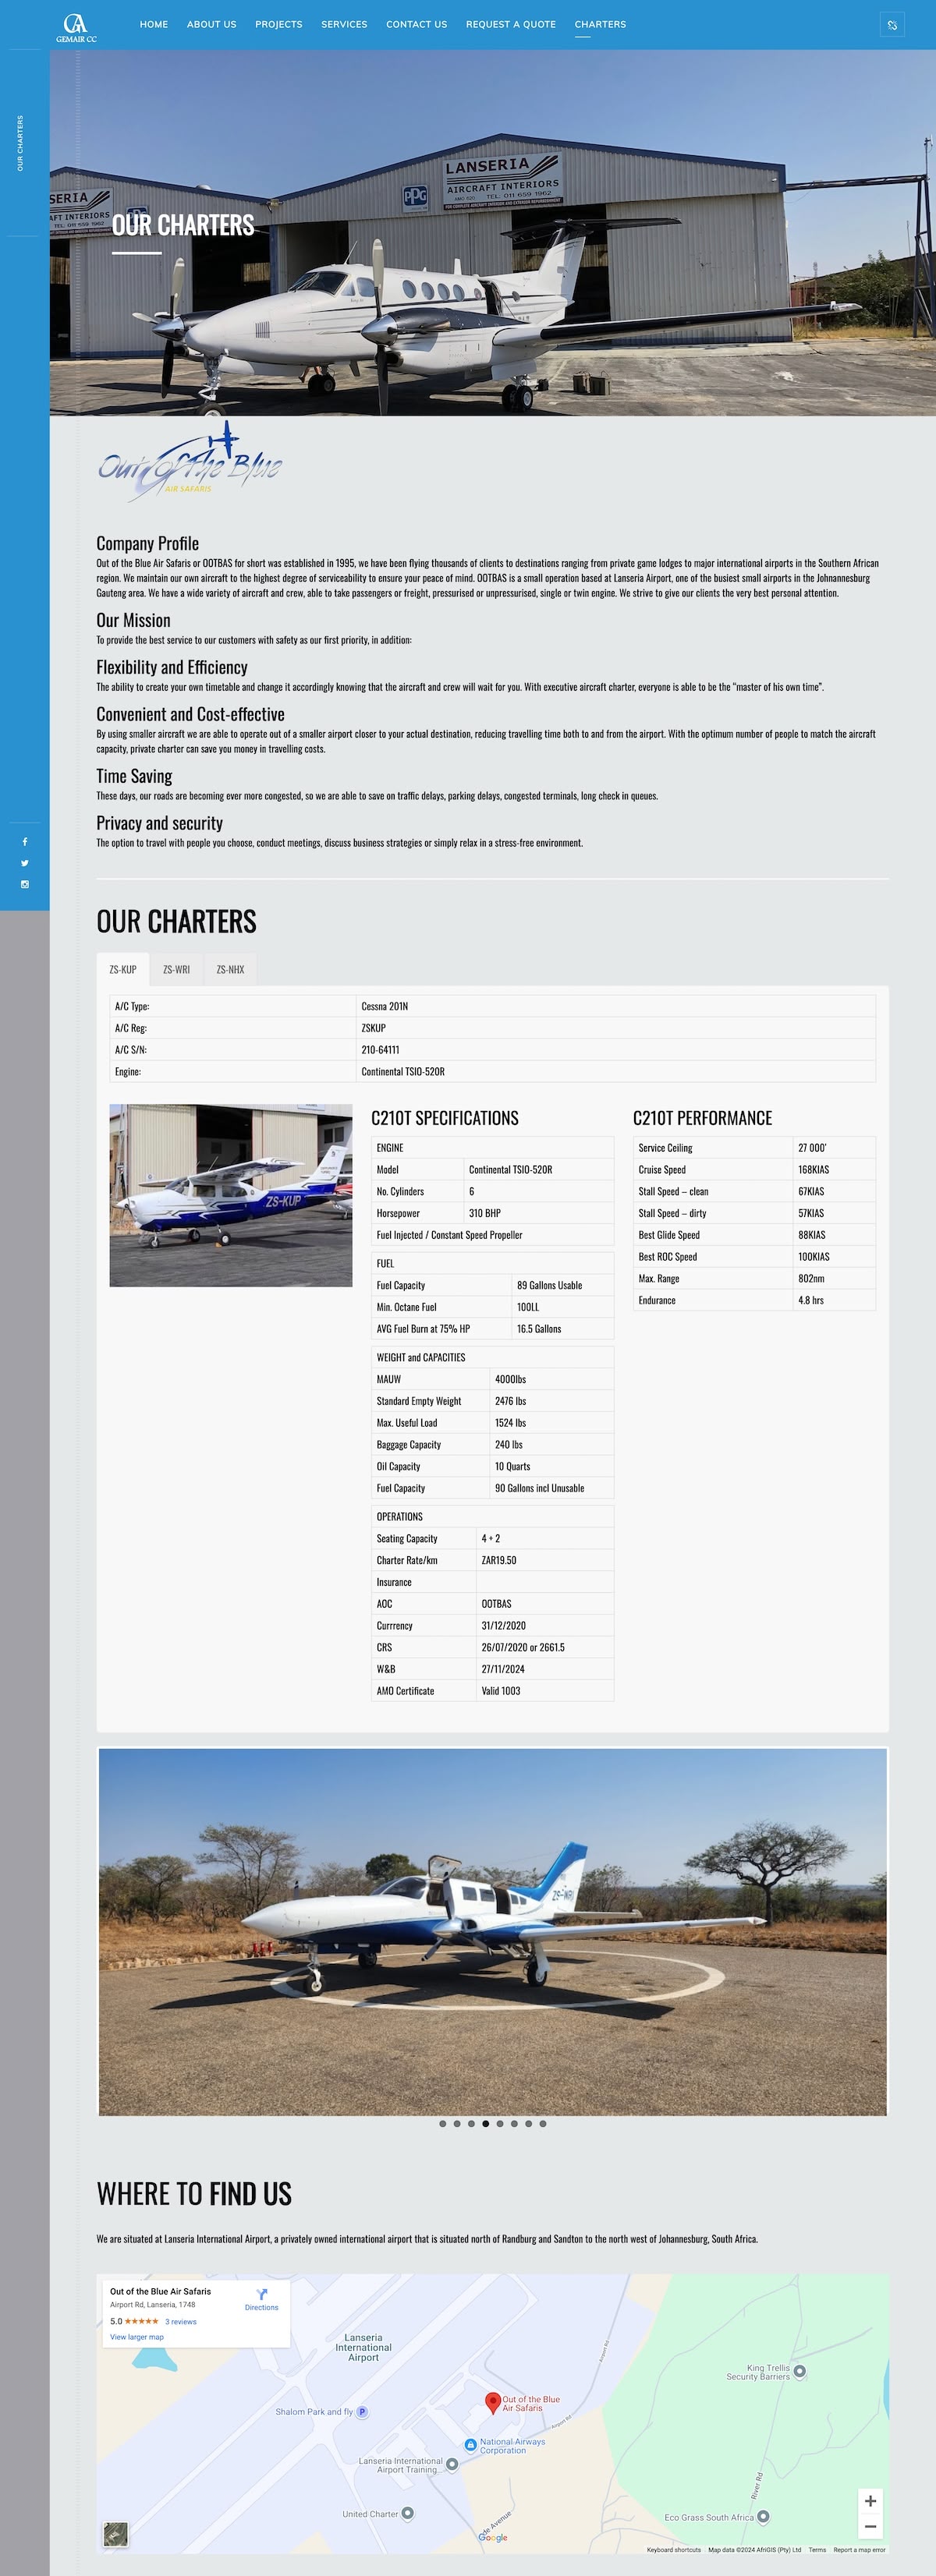 GA
GEMAIR CC
HOME ABOUT US PROJECTS SERVICES CONTACT US REQUEST A QUOTE CHARTERS
OUR CHARTERS
LANSERIA
AIRCRAFT INTERIORS
TEL: 011 659 1962
PPG
SERIA
FT INTERIORS
TEL: 011 659 1962
PPG
LANSERIA
AIRCRAFT INTERIORS
OUR CHARTERS
Out of the Blue
AIR SAFARIS
Company Profile
Out of the Blue Air Safaris or OOTBAS for short was established in 1995, we have been flying thousands of clients to destinations ranging from private game lodges to major international airports in the Southern African
region. We maintain our own aircraft to the highest degree of serviceability to ensure your peace of mind. OOTBAS is a small operation based at Lanseria Airport, one of the busiest small airports in the Johnannesburg
Gauteng area. We have a wide variety of aircraft and crew, able to take passengers or freight, pressurised or unpressurised, single or twin engine. We strive to give our clients the very best personal attention.
Our Mission
To provide the best service to our customers with safety as our first priority, in addition:
Flexibility and Efficiency
The ability to create your own timetable and change it accordingly knowing that the aircraft and crew will wait for you. With executive aircraft charter, everyone is able to be the “master of his own time”.
Convenient and Cost-effective
By using smaller aircraft we are able to operate out of a smaller airport closer to your actual destination, reducing travelling time both to and from the airport. With the optimum number of people to match the aircraft
capacity, private charter can save you money in travelling costs.
Time Saving
These days, our roads are becoming ever more congested, so we are able to save on traffic delays, parking delays, congested terminals, long check in queues.
Privacy and security
The option to travel with people you choose, conduct meetings, discuss business strategies or simply relax in a stress-free environment.
OUR CHARTERS
ZS-KUP ZS-WRI ZS-NHX
A/C Type: Cessna 201N
A/C Reg: ZSKUP
A/C S/N: 210-64111
Engine: Continental TSIO-520R
ZS-KUP
C210T SPECIFICATIONS
ENGINE
Model Continental TSIO-520R
No. Cylinders 6
Horsepower 310 BHP
Fuel Injected / Constant Speed Propeller
FUEL
Fuel Capacity 89 Gallons Usable
Min. Octane Fuel 100LL
AVG Fuel Burn at 75% HP 16.5 Gallons
WEIGHT and CAPACITIES
MAUW 4000lbs
Standard Empty Weight 2476 lbs
Max. Useful Load 1524 lbs
Baggage Capacity 240 lbs
Oil Capacity 10 Quarts
Fuel Capacity 90 Gallons incl Unusable
OPERATIONS
Seating Capacity 4 + 2
Charter Rate/km ZAR19.50
Insurance
AOC OOTBAS
Currrency 31/12/2020
CRS 26/07/2020 or 2661.5
W&B 27/11/2024
AMO Certificate Valid 1003
C210T PERFORMANCE
Service Ceiling 27 000'
Cruise Speed 168KIAS
Stall Speed – clean 67KIAS
Stall Speed – dirty 57KIAS
Best Glide Speed 88KIAS
Best ROC Speed 100KIAS
Max. Range 802nm
Endurance 4.8 hrs
ZS-WRI
WHERE TO FIND US
We are situated at Lanseria International Airport, a privately owned international airport that is situated north of Randburg and Sandton to the north west of Johannesburg, South Africa.
Out of the Blue Air Safaris
Airport Rd, Lanseria, 1748
5.0 3 reviews
View larger map
Directions
Lanseria
International
Airport
Airport Rd
King Trellis
Security Barriers
Out of the Blue
Air Safaris
Shalom Park and fly
P
Airport Rd
National Airways
Corporation
Lanseria International
Airport Training
River Rd
United Charter
de Avenue
Eco Grass South Africa
Google
Keyboard shortcuts Map data ©2024 AfriGIS (Pty) Ltd Terms Report a map error